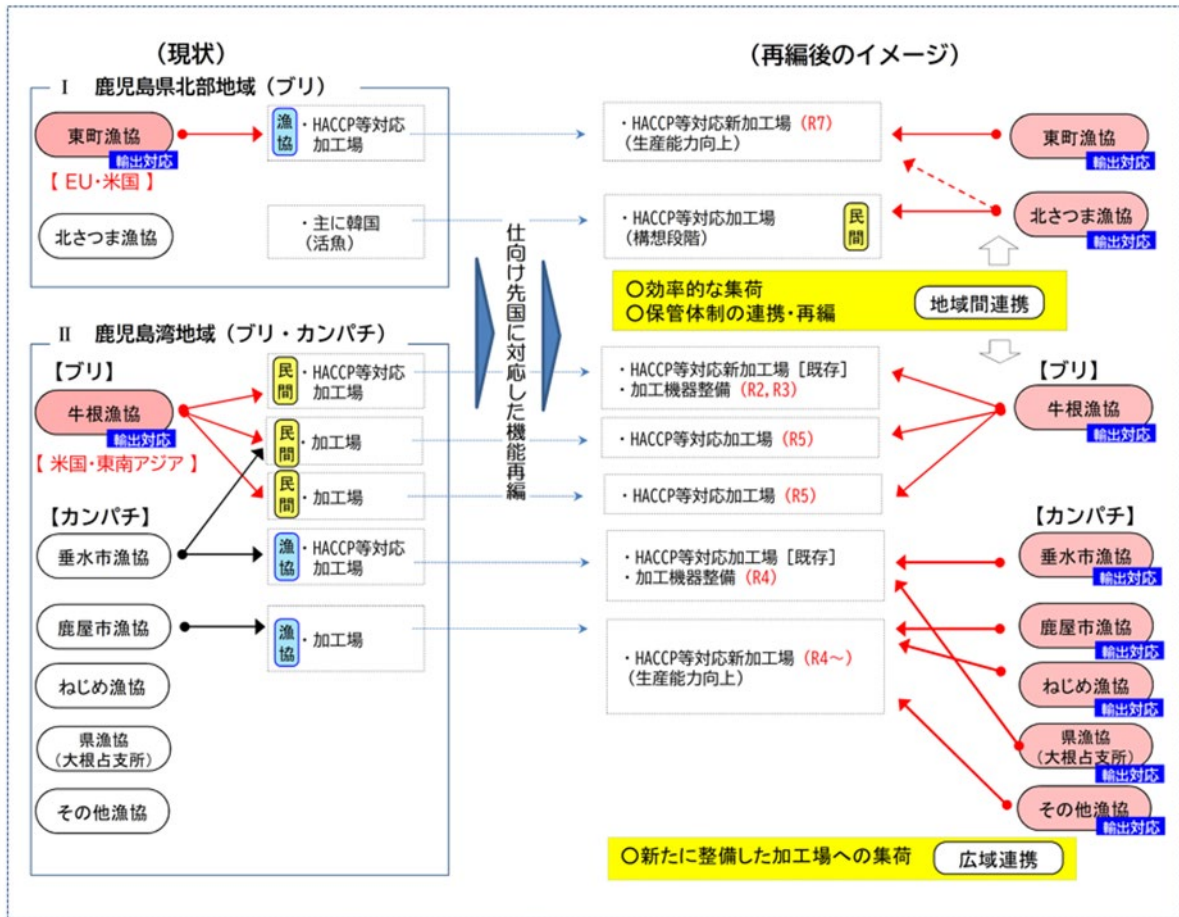 （現状）
Ⅰ 鹿児島県北部地域（ブリ）
東町漁協
輸出対応
【 EU・米国 】
漁協
・HACCP等対応
加工場
北さつま漁協
・主に韓国
（活魚）
Ⅱ 鹿児島湾地域（ブリ・カンパチ）
【ブリ】
牛根漁協
輸出対応
【 米国・東南アジア 】
民間
・HACCP等対応
加工場
民間
・加工場
民間
・加工場
【カンパチ】
垂水市漁協
漁協
・HACCP等対応
加工場
鹿屋市漁協
漁協
・加工場
ねじめ漁協
県漁協
（大根占支所）
その他漁協
仕向け先国に対応した機能再編
（再編後のイメージ）
・HACCP等対応新加工場（R7）
（生産能力向上）
東町漁協
輸出対応
・HACCP等対応加工場
（構想段階）
民間
北さつま漁協
輸出対応
〇効率的な集荷
〇保管体制の連携・再編
地域間連携
・HACCP等対応新加工場［既存］
・加工機器整備（R2,R3）
・HACCP等対応加工場（R5）
・HACCP等対応加工場（R5）
【ブリ】
牛根漁協
輸出対応
【カンパチ】
・HACCP等対応加工場［既存］
・加工機器整備（R4）
垂水市漁協
輸出対応
・HACCP等対応新加工場（R4～）
（生産能力向上）
鹿屋市漁協
輸出対応
ねじめ漁協
輸出対応
県漁協
（大根占支所）
輸出対応
その他漁協
輸出対応
〇新たに整備した加工場への集荷
広域連携